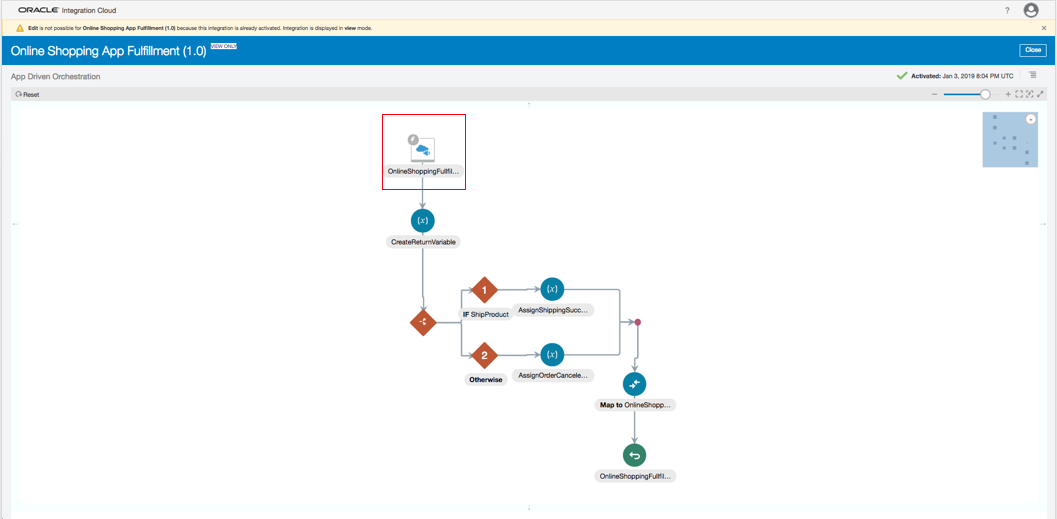 ORACLE Integration Cloud
?
Edit is not possible for Online Shopping App Fulfillment (1.0) because this integration is already activated. Integration is displayed in view mode.
Online Shopping App Fulfillment (1.0) VIEW ONLY
Close
App Driven Orchestration
Activated: Jan 3, 2019 8:04 PM UTC
Reset
OnlineShoppingFullfil...
(x)
CreateReturnVariable
1
(x)
IF ShipProduct
AssignShippingSucc...
2
(x)
Otherwise
AssignOrderCancele...
Map to OnlineShopp...
OnlineShoppingFullfil...